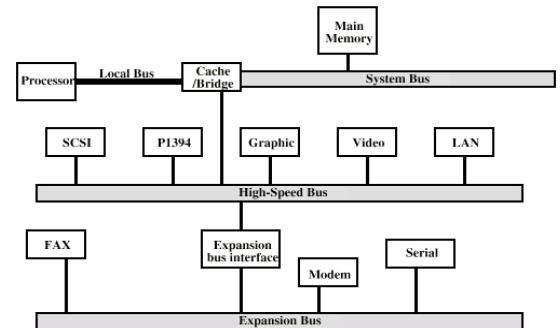 Main
Memory
Processor
Local Bus
Cache
/Bridge
System Bus
SCSI
P1394
Graphic
Video
LAN
High-Speed Bus
FAX
Expansion
bus interface
Modem
Serial
Expansion Bus